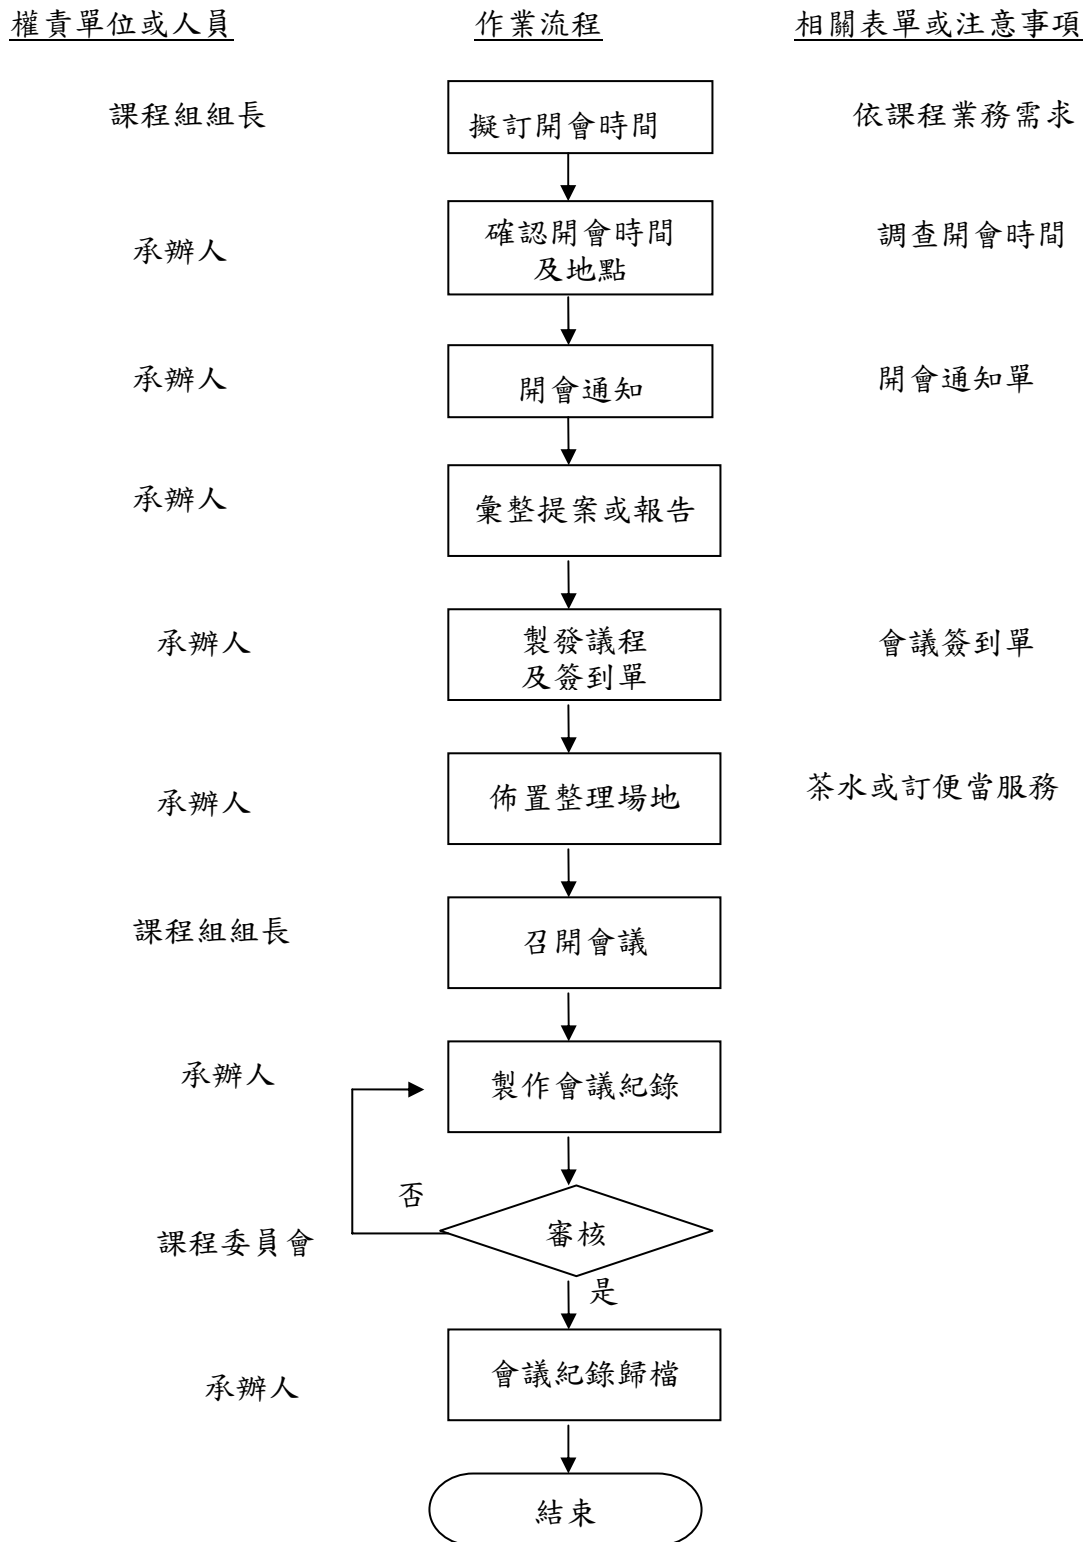 權責單位或人員 作業流程 相關表單或注意事項
課程組組長 擬訂開會時間 依課程業務需求
承辦人 確認開會時間 調查開會時間
及地點
承辦人 開會通知 開會通知單
承辦人 彙整提案或報告
承辦人 製發議程 會議簽到單
及簽到單
承辦人 佈置整理場地 茶水或訂便當服務
課程組組長 召開會議
承辦人 製作會議紀錄
否
課程委員會 審核
是
承辦人 會議紀錄歸檔
結束